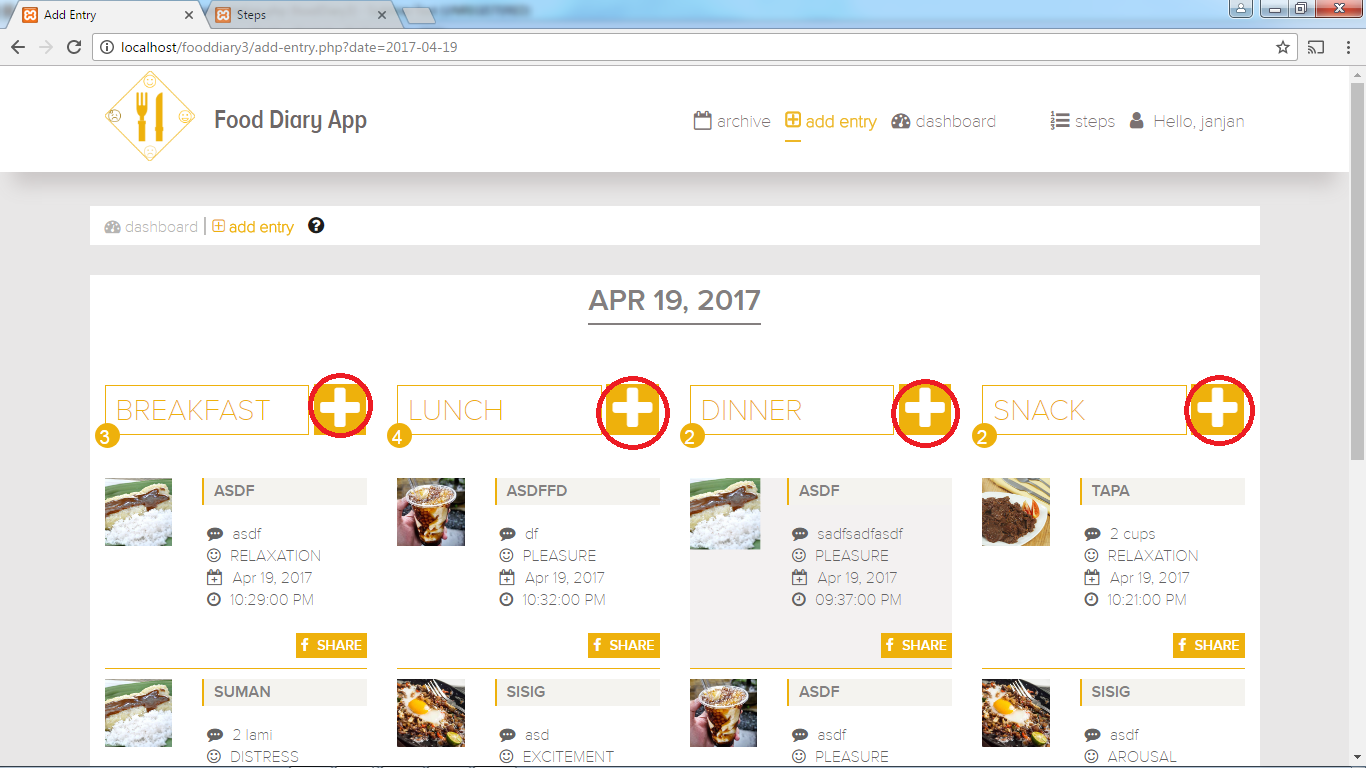 Add Entry
Steps
localhost/fooddiary3/add-entry.php?date=2017-04-19
Food Diary App
archive add entry dashboard steps Hello, janjan
dashboard | add entry
APR 19, 2017
BREAKFAST
3
LUNCH
4
DINNER
2
SNACK
2
ASDF
asdf
RELAXATION
Apr 19, 2017
10:29:00 PM
SHARE
ASDFFD
df
PLEASURE
Apr 19, 2017
10:32:00 PM
SHARE
ASDF
sadfsadfasdf
PLEASURE
Apr 19, 2017
09:37:00 PM
SHARE
TAPA
2 cups
RELAXATION
Apr 19, 2017
10:21:00 PM
SHARE
SUMAN
2 lami
DISTRESS
SISIG
asd
EXCITEMENT
ASDF
asdf
PLEASURE
SISIG
asdf
AROUSAL